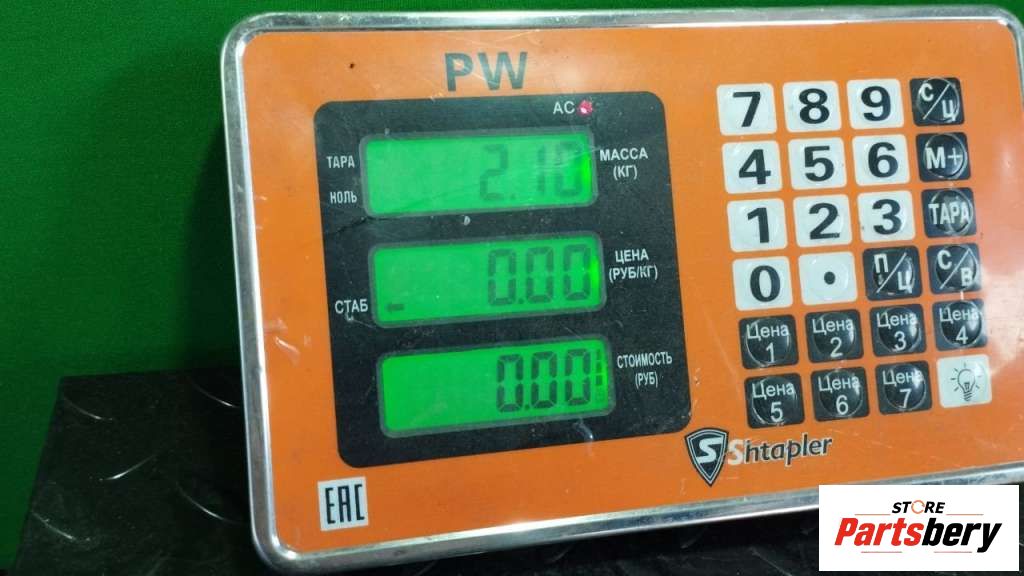 PW
AC
ТАРА
НОЛЬ
2.10
МАССА
(КГ)
СТАБ
0.00
ЦЕНА
(РУБ/КГ)
0.00
СТОИМОСТЬ
(РУБ)
7 8 9 С/Ц
4 5 6 М+
1 2 3 ТАРА
0 . П/Ц С/В
Цена 1 Цена 2 Цена 3 Цена 4
Цена 5 Цена 6 Цена 7
S Shtapler
EAC
STORE
Partsbery